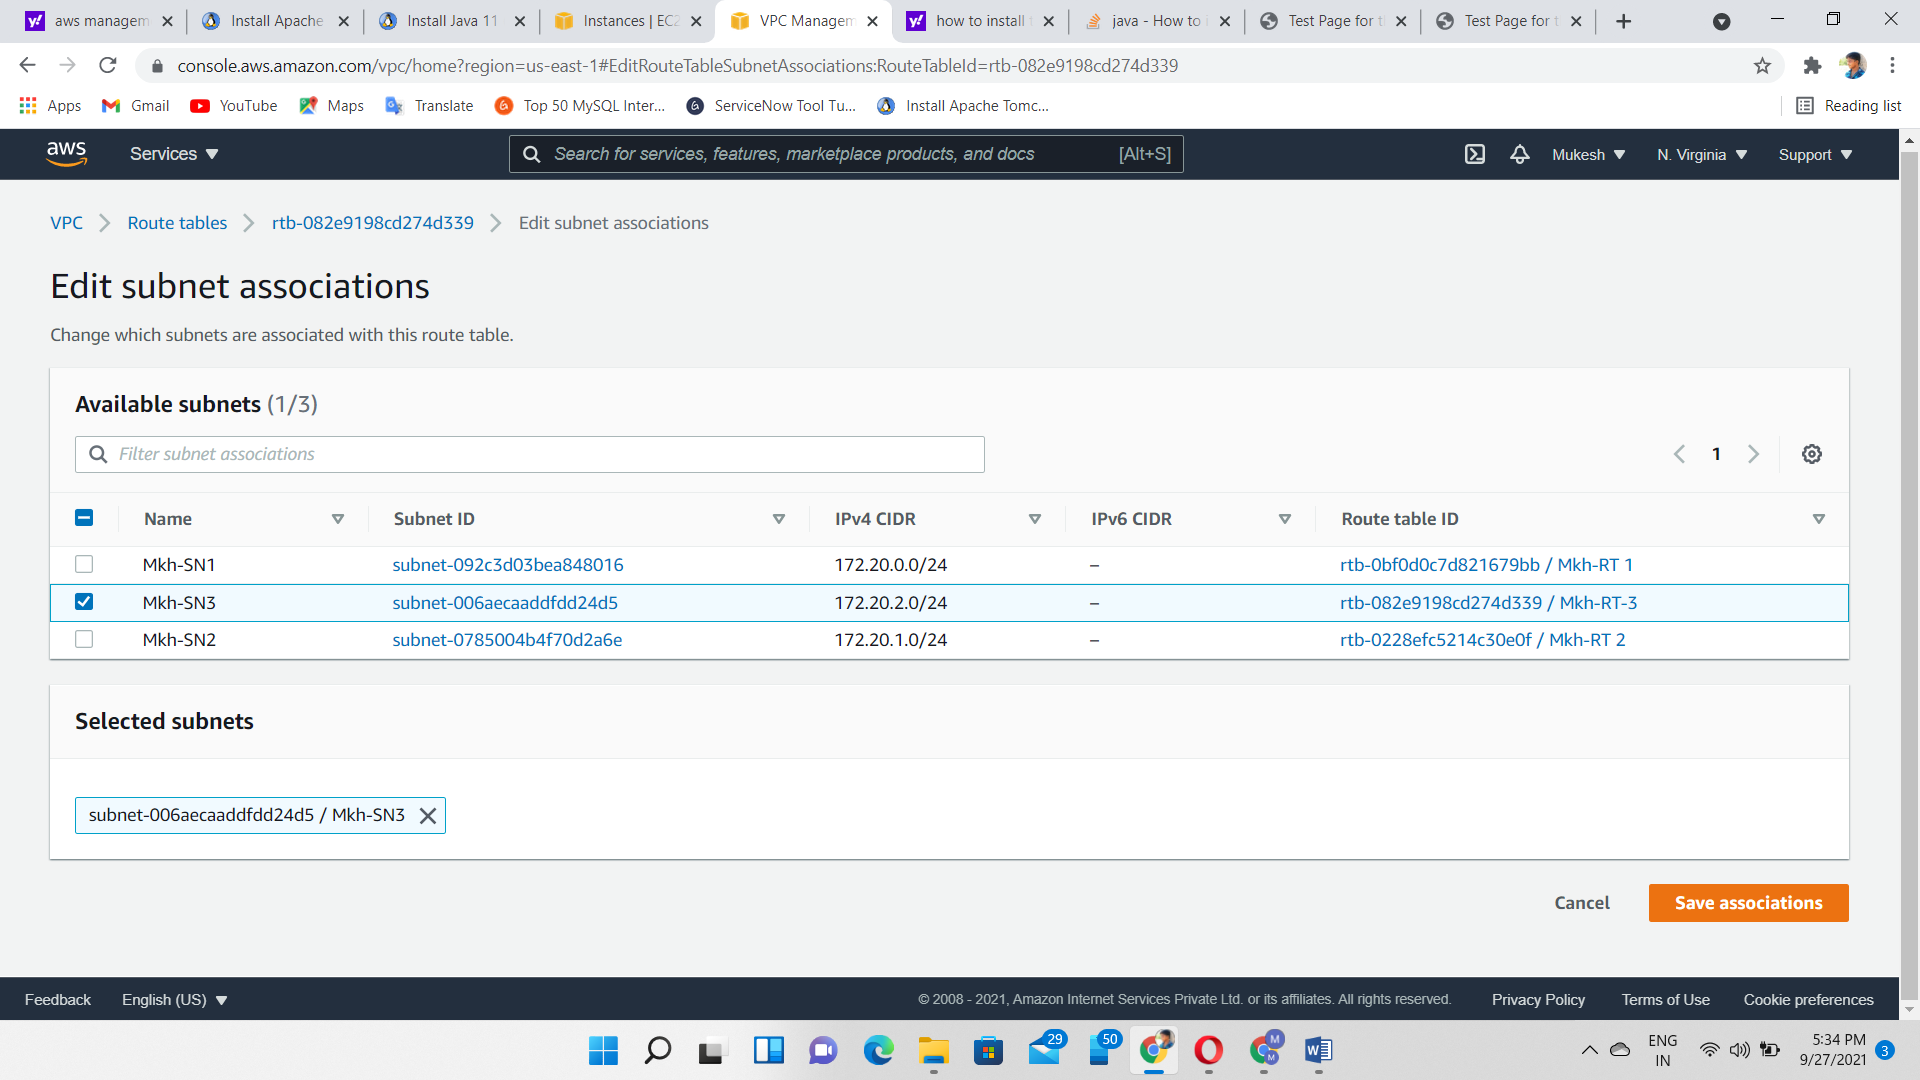 aws managem
Install Apache
Install Java 11
Instances | EC2
VPC Managem
how to install
java - How to i
Test Page for t
Test Page for t
console.aws.amazon.com/vpc/home?region=us-east-1#EditRouteTableSubnetAssociations:RouteTableId=rtb-082e9198cd274d339
Apps Gmail YouTube Maps Translate Top 50 MySQL Inter... ServiceNow Tool Tu... Install Apache Tomc... Reading list
aws Services Search for services, features, marketplace products, and docs [Alt+S] Mukesh N. Virginia Support
VPC Route tables rtb-082e9198cd274d339 Edit subnet associations
Edit subnet associations
Change which subnets are associated with this route table.
Available subnets (1/3)
Filter subnet associations 1
Name Subnet ID IPv4 CIDR IPv6 CIDR Route table ID
Mkh-SN1 subnet-092c3d03bea848016 172.20.0.0/24 – rtb-0bf0d0c7d821679bb / Mkh-RT 1
Mkh-SN3 subnet-006aecaaddfdd24d5 172.20.2.0/24 – rtb-082e9198cd274d339 / Mkh-RT-3
Mkh-SN2 subnet-0785004b4f70d2a6e 172.20.1.0/24 – rtb-0228efc5214c30e0f / Mkh-RT 2
Selected subnets
subnet-006aecaaddfdd24d5 / Mkh-SN3
Cancel Save associations
Feedback English (US) © 2008 - 2021, Amazon Internet Services Private Ltd. or its affiliates. All rights reserved. Privacy Policy Terms of Use Cookie preferences
29 50 M M ENG 5:34 PM
IN 9/27/2021 3